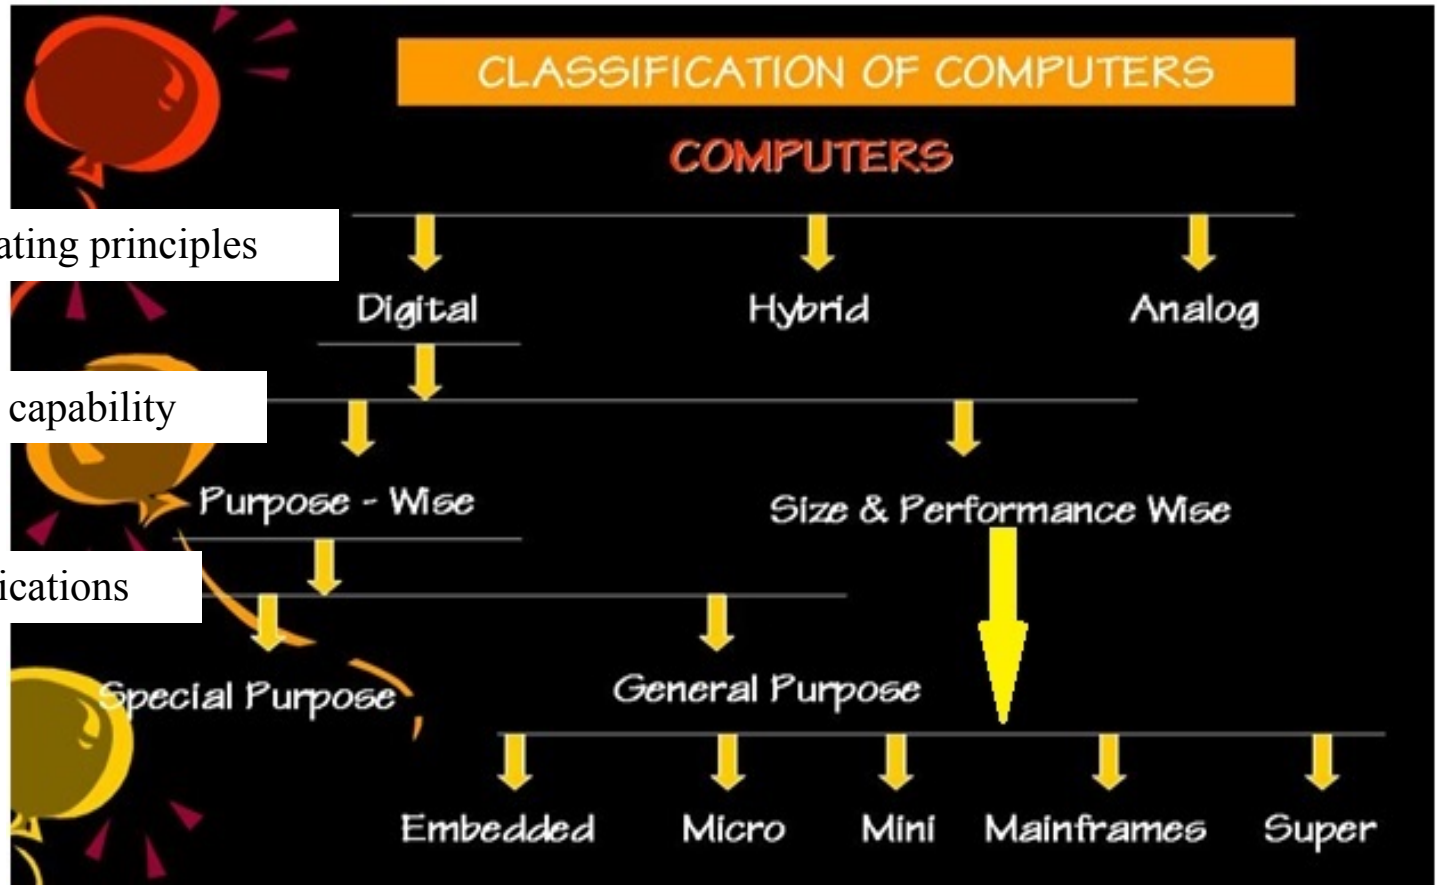 CLASSIFICATION OF COMPUTERS
COMPUTERS
ating principles
Digital Hybrid Analog
capability
Purpose - Wise Size & Performance Wise
ications
Special Purpose General Purpose
Embedded Micro Mini Mainframes Super